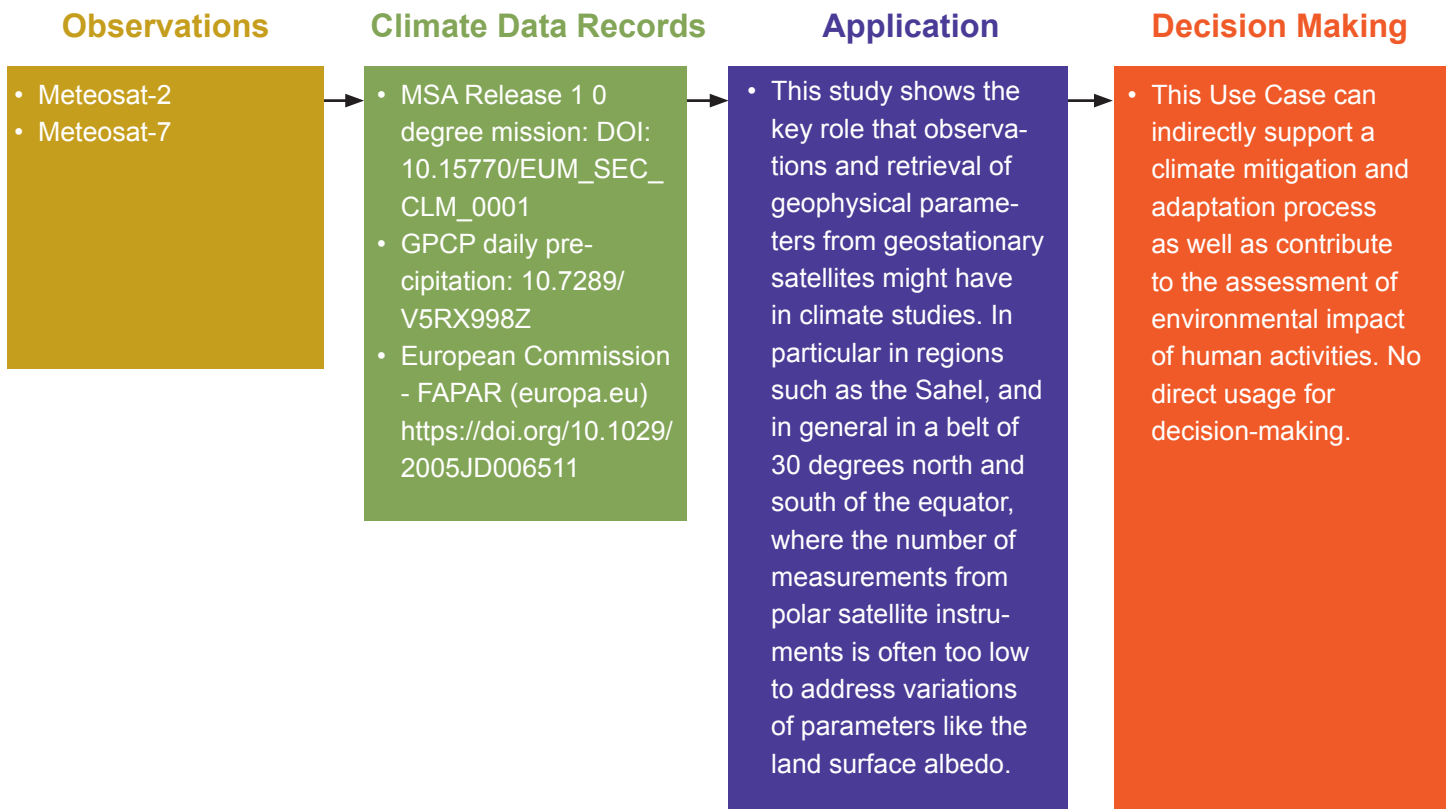 Observations
• Meteosat-2
• Meteosat-7
Climate Data Records
• MSA Release 1 0
degree mission: DOI:
10.15770/EUM_SEC_
CLM_0001
• GPCP daily pre-
cipitation: 10.7289/
V5RX998Z
• European Commission
- FAPAR (europa.eu)
https://doi.org/10.1029/
2005JD006511
Application
• This study shows the
key role that observa-
tions and retrieval of
geophysical parame-
ters from geostationary
satellites might have
in climate studies. In
particular in regions
such as the Sahel, and
in general in a belt of
30 degrees north and
south of the equator,
where the number of
measurements from
polar satellite instru-
ments is often too low
to address variations
of parameters like the
land surface albedo.
Decision Making
• This Use Case can
indirectly support a
climate mitigation and
adaptation process
as well as contribute
to the assessment of
environmental impact
of human activities. No
direct usage for
decision-making.